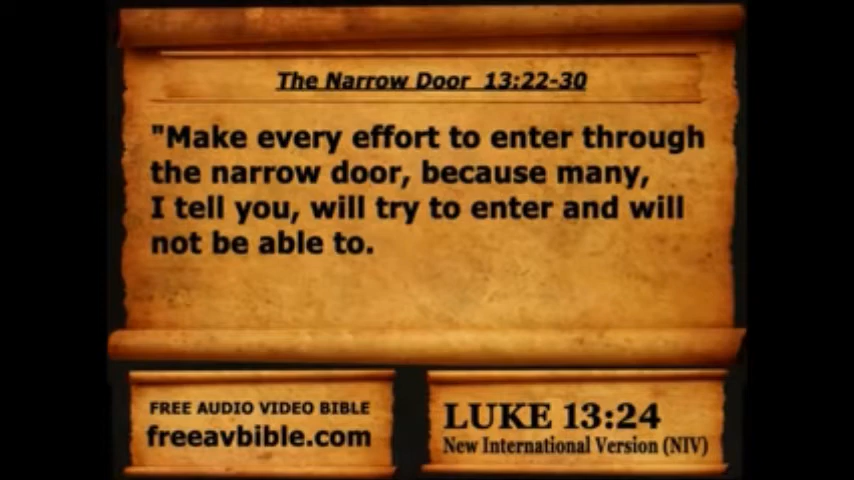 The Narrow Door 13:22-30
"Make every effort to enter through
the narrow door, because many,
I tell you, will try to enter and will
not be able to.
FREE AUDIO VIDEO BIBLE
freeavbible.com
LUKE 13:24
New International Version (NIV)